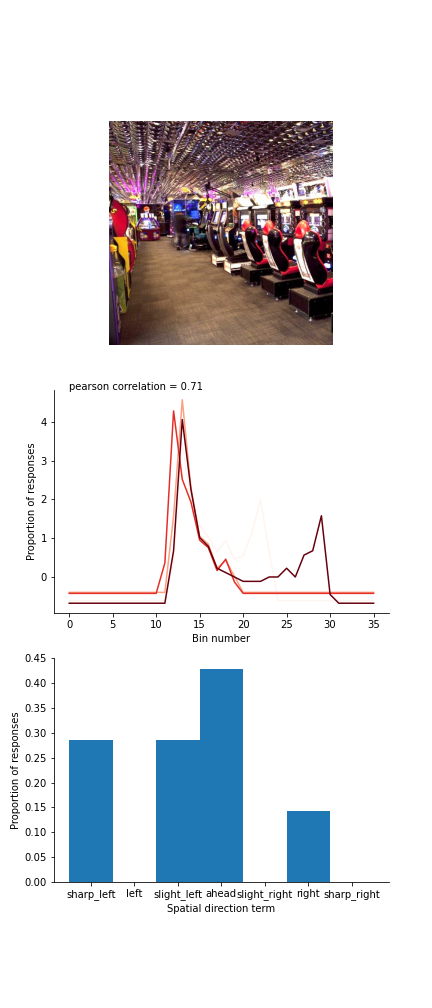 pearson correlation = 0.71
Proportion of responses
4
3
2
1
0
0 5 10 15 20 25 30 35
Bin number
Proportion of responses
0.45
0.40
0.35
0.30
0.25
0.20
0.15
0.10
0.05
0.00
sharp_left left slight_left ahead slight_right right sharp_right
Spatial direction term